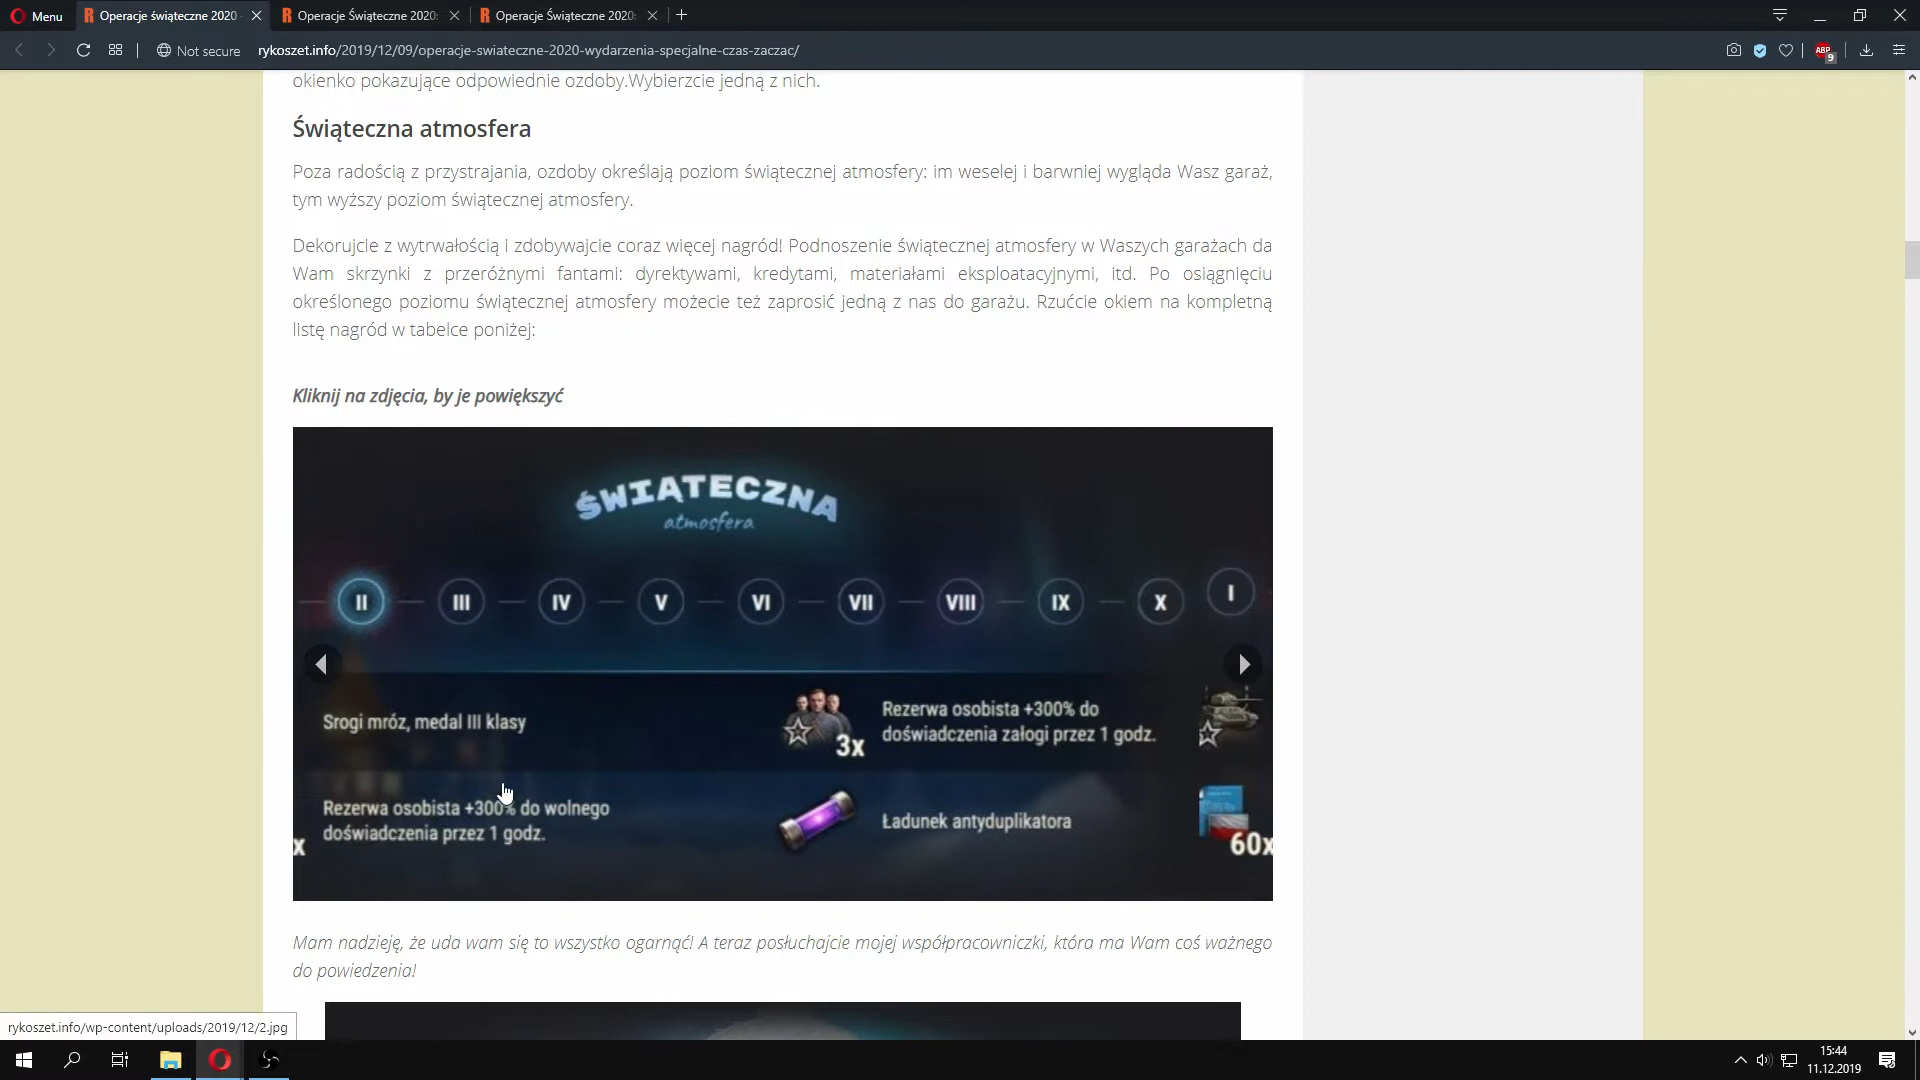 Menu
Operacje świąteczne 2020 -
Operacje Świąteczne 2020:
Operacje Świąteczne 2020:
Not secure
rykoszet.info/2019/12/09/operacje-swiateczne-2020-wydarzenia-specjalne-czas-zaczac/
ABP
9
okienko pokazujące odpowiednie ozdoby.Wybierzcie jedną z nich.
Świąteczna atmosfera
Poza radością z przystrajania, ozdoby określają poziom świątecznej atmosfery: im weselej i barwniej wygląda Wasz garaż,
tym wyższy poziom świątecznej atmosfery.
Dekorujcie z wytrwałością i zdobywajcie coraz więcej nagród! Podnoszenie świątecznej atmosfery w Waszych garażach da
Wam skrzynki z przeróżnymi fantami: dyrektywami, kredytami, materiałami eksploatacyjnymi, itd. Po osiągnięciu
określonego poziomu świątecznej atmosfery możecie też zaprosić jedną z nas do garażu. Rzućcie okiem na kompletną
listę nagród w tabelce poniżej:
Kliknij na zdjęcia, by je powiększyć
ŚWIĄTECZNA
atmosfera
II III IV V VI VII VIII IX X I
Srogi mróz, medal III klasy
3x
Rezerwa osobista +300% do
doświadczenia załogi przez 1 godz.
x
Rezerwa osobista +300% do wolnego
doświadczenia przez 1 godz.
Ładunek antyduplikatora
60x
Mam nadzieję, że uda wam się to wszystko ogarnąć! A teraz posłuchajcie mojej współpracowniczki, która ma Wam coś ważnego
do powiedzenia!
rykoszet.info/wp-content/uploads/2019/12/2.jpg
15:44
11.12.2019